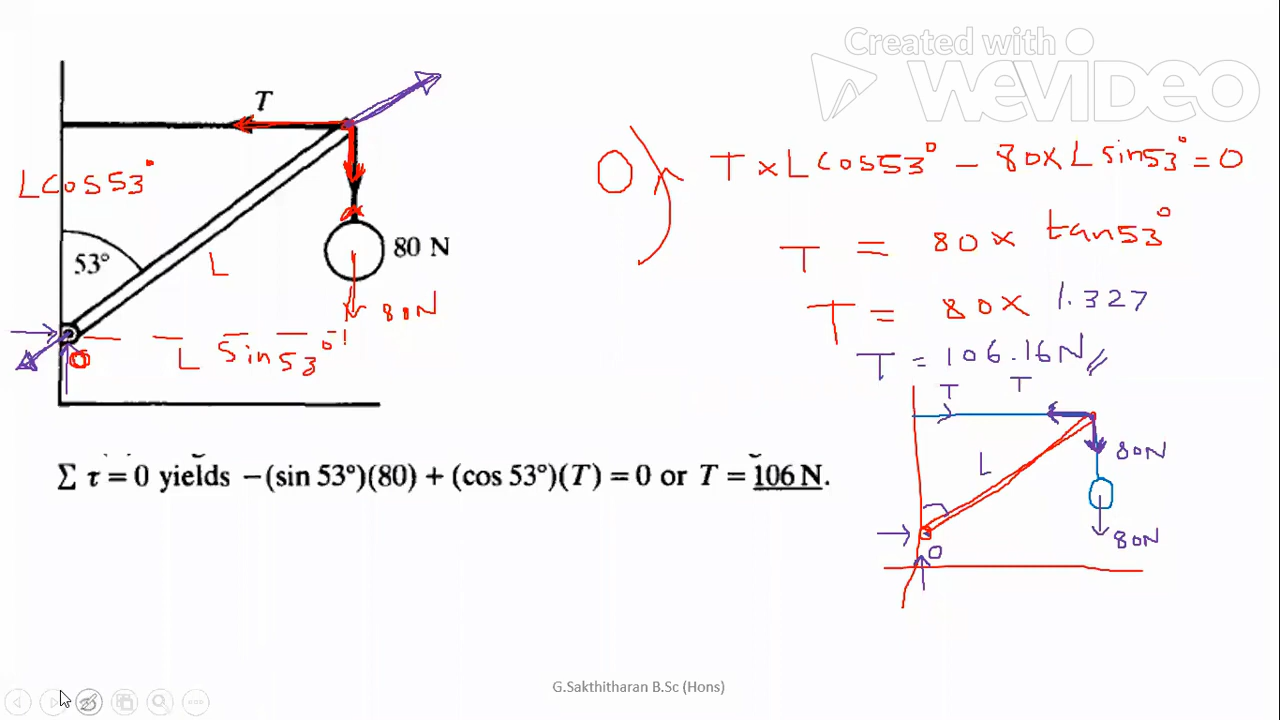 Created with
WEVIDEO
T
LCos53°
53°
L
80 N
80N
O
L Sin53°
O) T × L Cos53° - 80 × L Sin53° = 0
T = 80 × tan53°
T = 80 × 1.327
T = 106.16N
T T
80N
L
80N
O
Σ τ = 0 yields −(sin 53°)(80) + (cos 53°)(T) = 0 or T = 106 N.
G.Sakthitharan B.Sc (Hons)